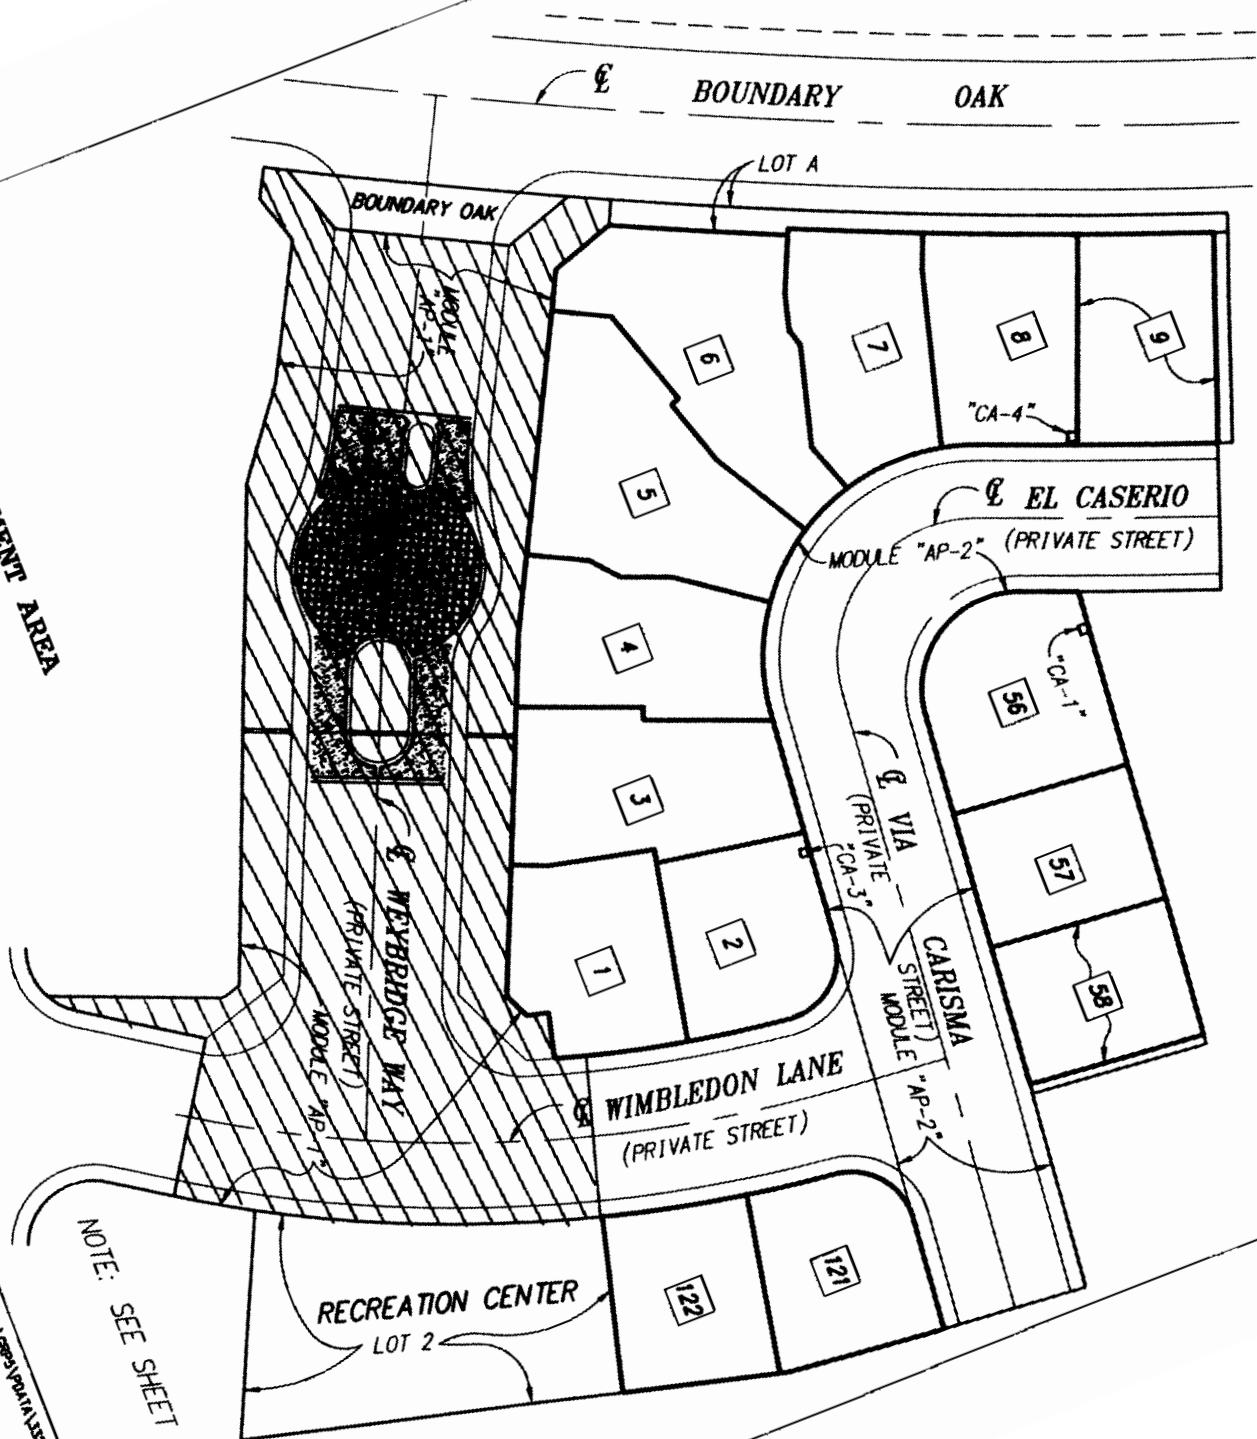 ℄ BOUNDARY OAK
LOT A
BOUNDARY OAK
MODULE
"AP-1"
6
7
8
9
"CA-4"
5
℄ EL CASERIO
(PRIVATE STREET)
MODULE "AP-2"
MENT AREA
4
56
"CA-1"
3
℄ VIA CARISMA
(PRIVATE STREET)
"CA-3"
57
℄ WEYBRIDGE WAY
(PRIVATE STREET)
1
2
58
MODULE "AP-1"
MODULE "AP-2"
℄ WIMBLEDON LANE
(PRIVATE STREET)
NOTE: SEE SHEET
RECREATION CENTER
LOT 2
122
121